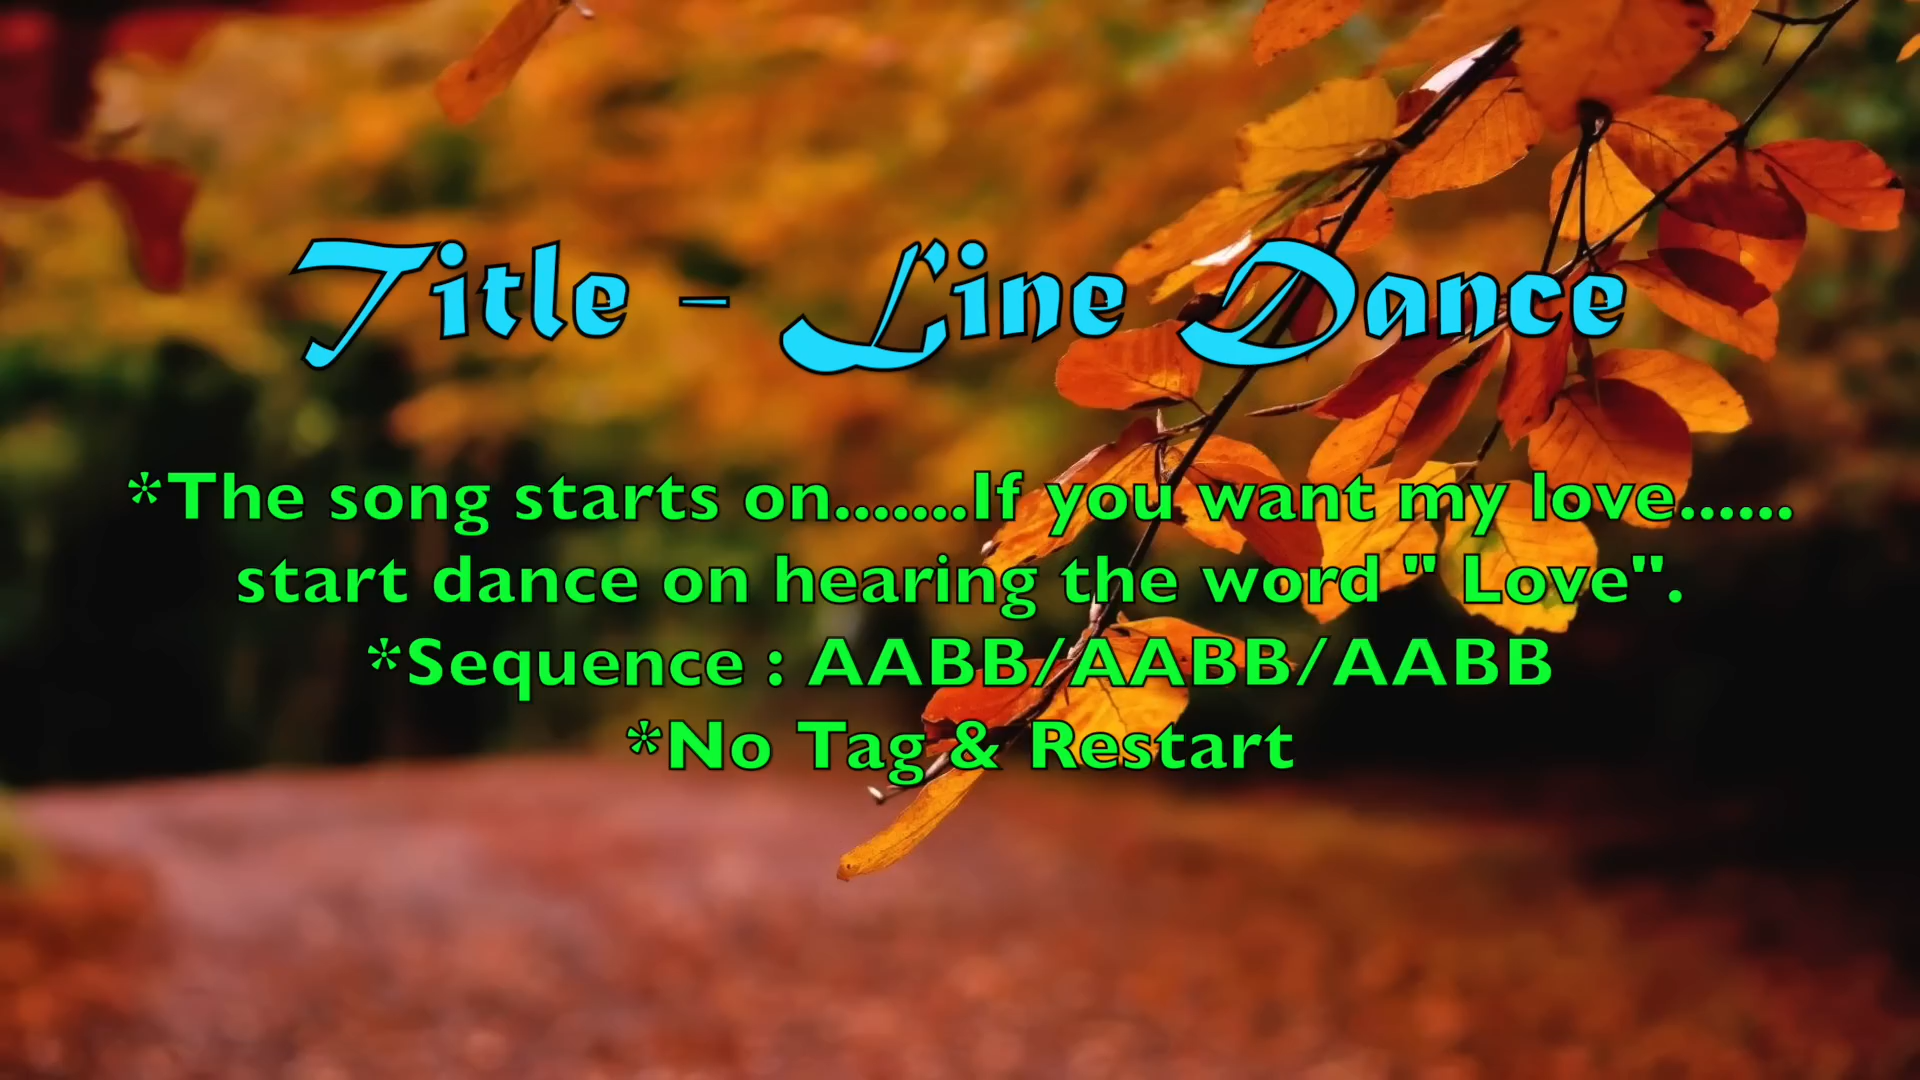 Title - Line Dance
*The song starts on.......If you want my love......
start dance on hearing the word " Love".
*Sequence : AABB/AABB/AABB
*No Tag & Restart